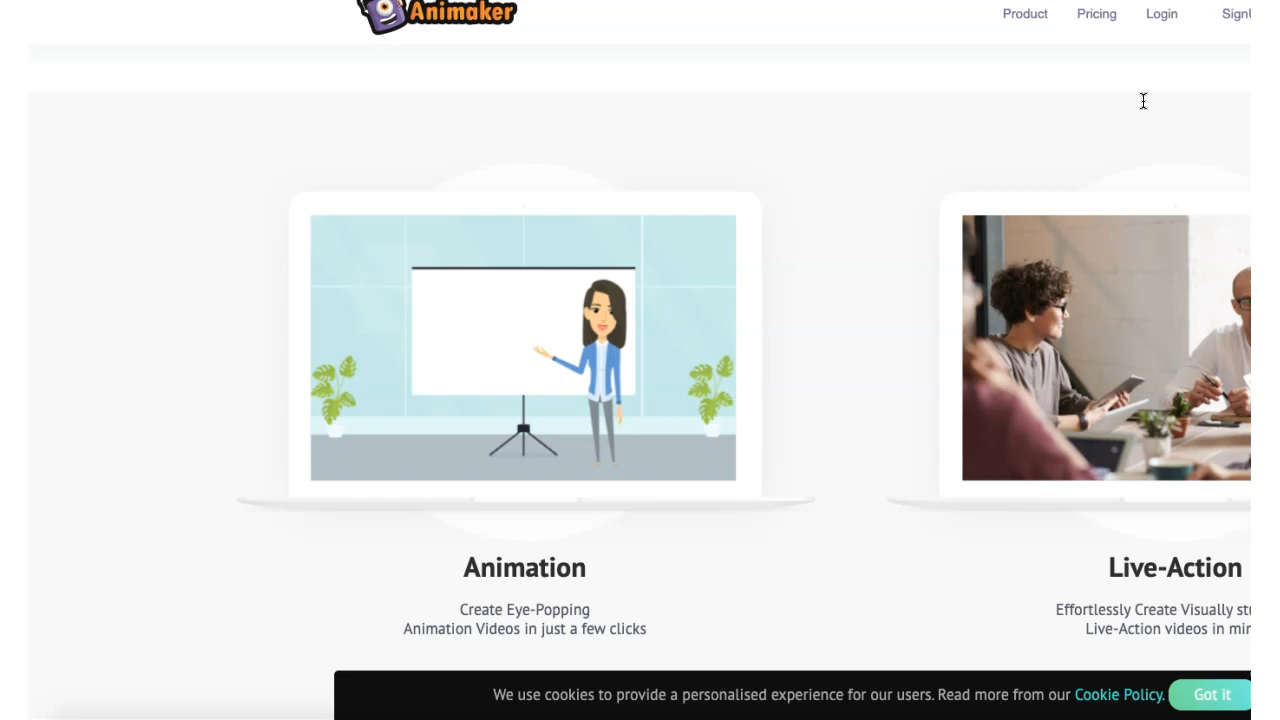 Animaker
Product Pricing Login
Animation
Create Eye-Popping
Animation Videos in just a few clicks
Live-Action
Effortlessly Create Visually
Live-Action videos in
We use cookies to provide a personalised experience for our users. Read more from our Cookie Policy. Got it